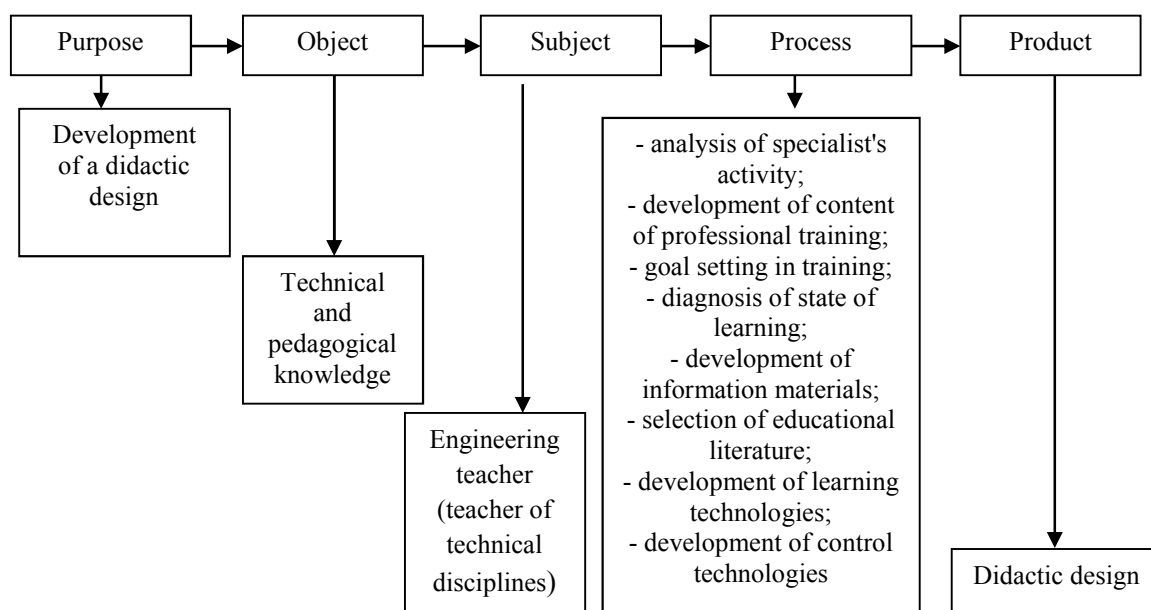 Purpose
Object
Subject
Process
Product
Development
of a didactic
design
Technical
and
pedagogical
knowledge
Engineering
teacher
(teacher of
technical
disciplines)
- analysis of specialist's
activity;
- development of content
of professional training;
- goal setting in training;
- diagnosis of state of
learning;
- development of
information materials;
- selection of educational
literature;
- development of learning
technologies;
- development of control
technologies
Didactic design